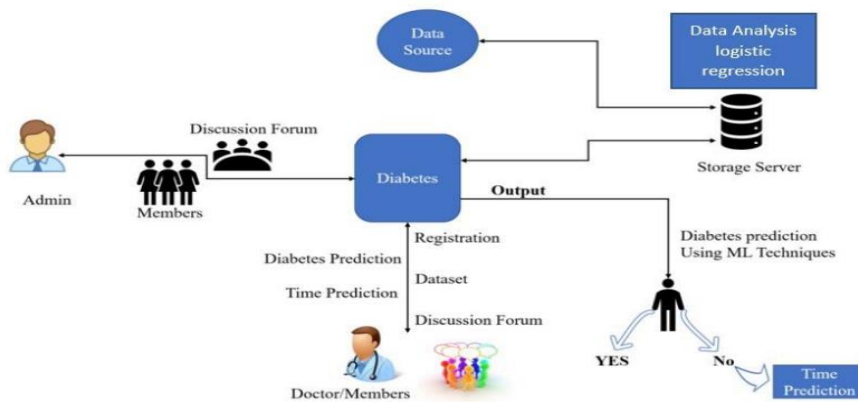 Data
Source
Data Analysis
logistic
regression
Discussion Forum
Storage Server
Admin
Members
Diabetes
Output
Registration
Diabetes Prediction
Dataset
Time Prediction
Discussion Forum
Doctor/Members
Diabetes prediction
Using ML Techniques
YES
No
Time
Prediction